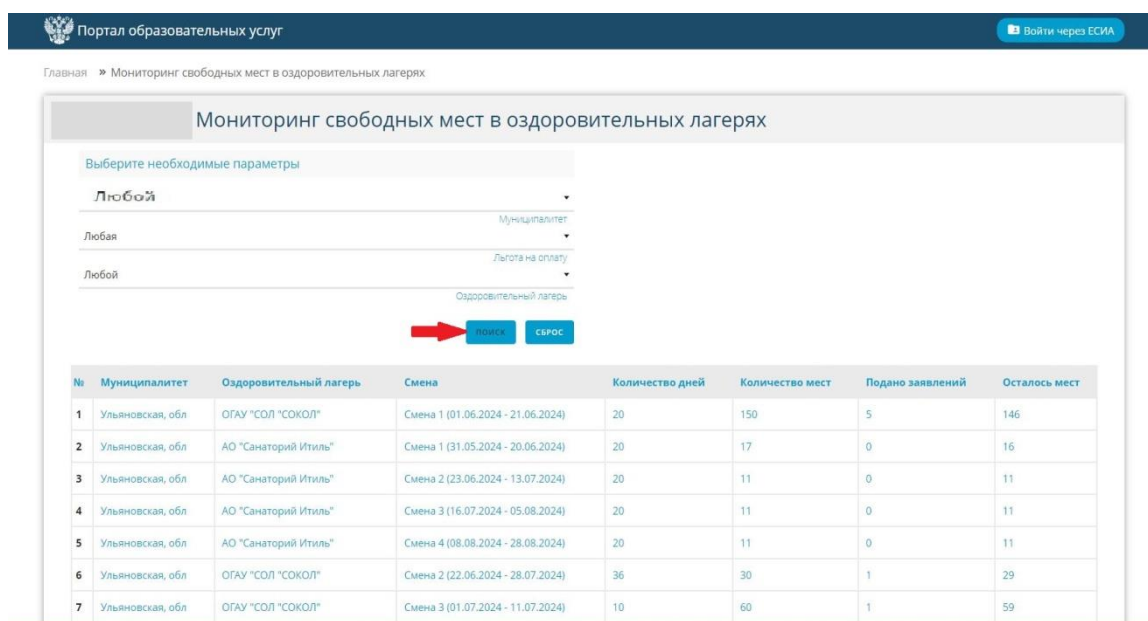 Портал образовательных услуг
Войти через ЕСИА
Главная » Мониторинг свободных мест в оздоровительных лагерях
Мониторинг свободных мест в оздоровительных лагерях
Выберите необходимые параметры
Любой
Муниципалитет
Любая
Льгота на оплату
Любой
Оздоровительный лагерь
ПОИСК СБРОС
№ Муниципалитет Оздоровительный лагерь Смена Количество дней Количество мест Подано заявлений Осталось мест
1 Ульяновская, обл ОГАУ "СОЛ "СОКОЛ" Смена 1 (01.06.2024 - 21.06.2024) 20 150 5 146
2 Ульяновская, обл АО "Санаторий Итиль" Смена 1 (31.05.2024 - 20.06.2024) 20 17 0 16
3 Ульяновская, обл АО "Санаторий Итиль" Смена 2 (23.06.2024 - 13.07.2024) 20 11 0 11
4 Ульяновская, обл АО "Санаторий Итиль" Смена 3 (16.07.2024 - 05.08.2024) 20 11 0 11
5 Ульяновская, обл АО "Санаторий Итиль" Смена 4 (08.08.2024 - 28.08.2024) 20 11 0 11
6 Ульяновская, обл ОГАУ "СОЛ "СОКОЛ" Смена 2 (22.06.2024 - 28.07.2024) 36 30 1 29
7 Ульяновская, обл ОГАУ "СОЛ "СОКОЛ" Смена 3 (01.07.2024 - 11.07.2024) 10 60 1 59